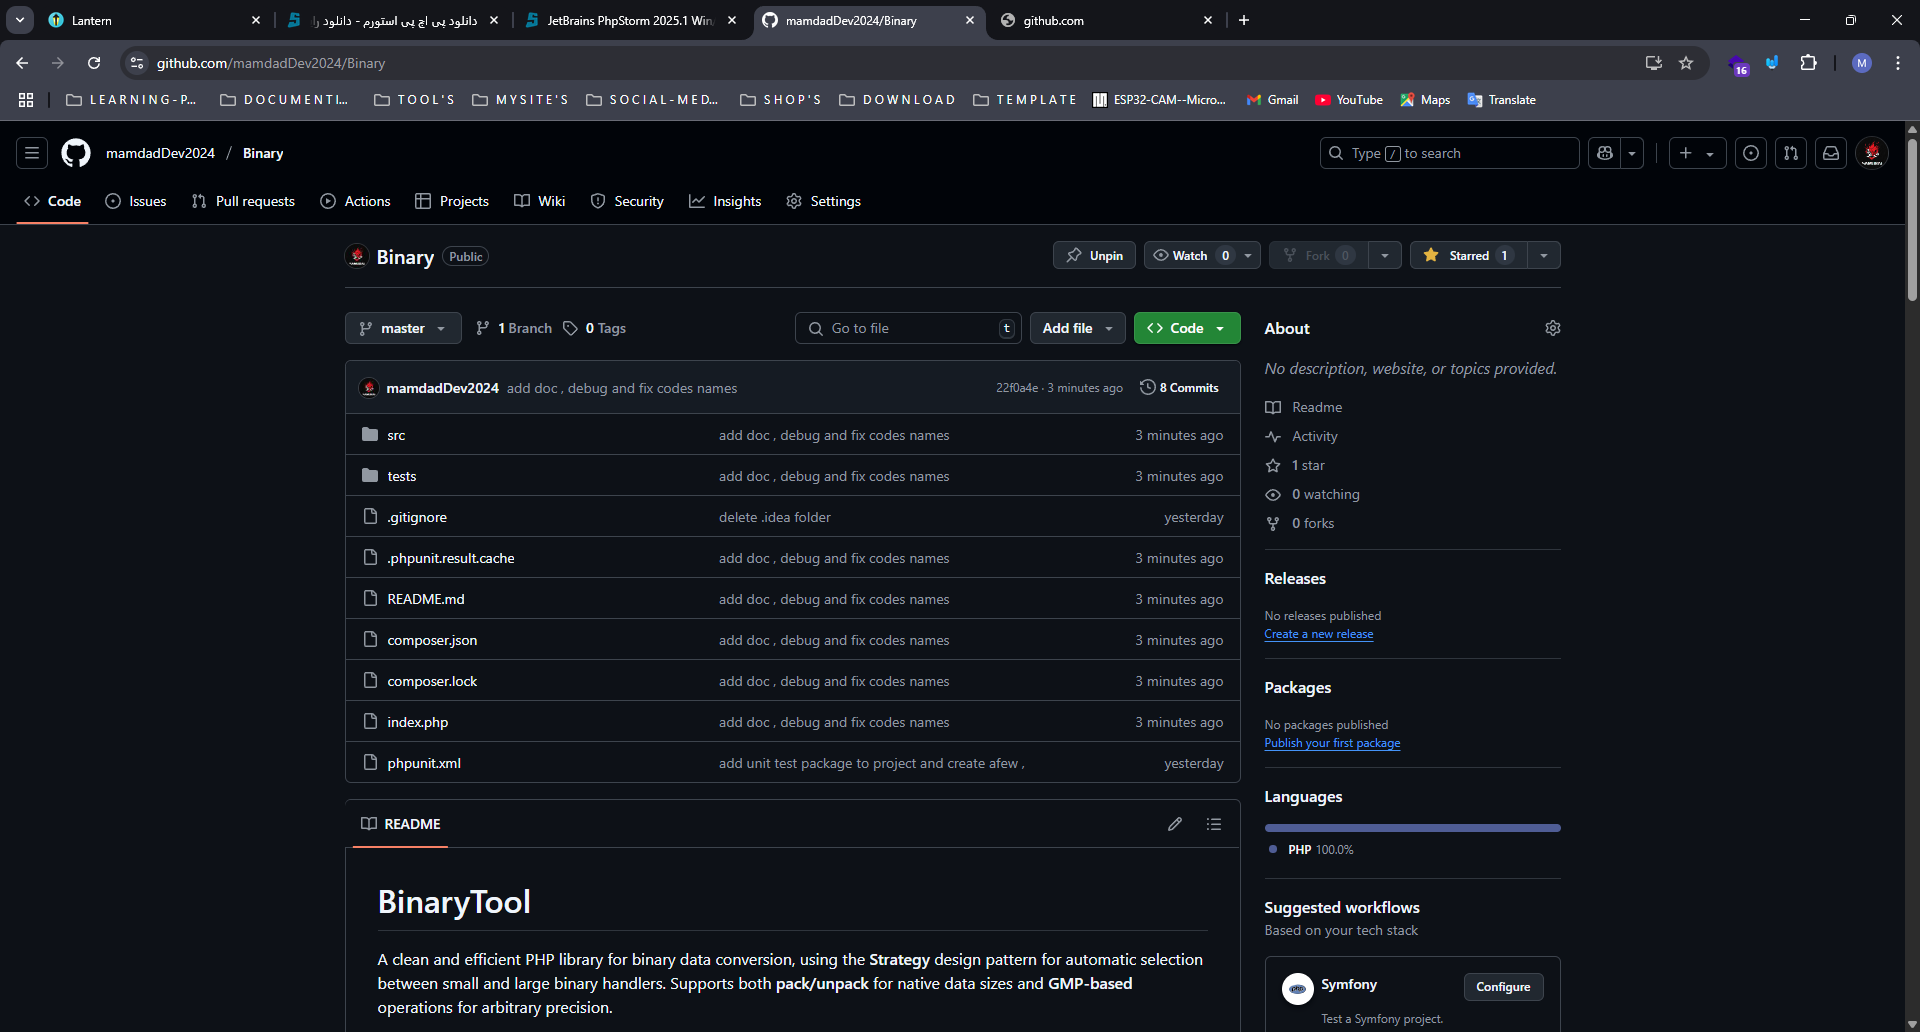 Lantern
دانلود پی اچ پی استورم - دانلود را
JetBrains PhpStorm 2025.1 Win
mamdadDev2024/Binary
github.com
github.com/mamdadDev2024/Binary
16
M
LEARNING-P...
DOCUMENTI...
TOOL'S
MYSITE'S
SOCIAL-MED...
SHOP'S
DOWNLOAD
TEMPLATE
ESP32-CAM--Micro...
Gmail
YouTube
Maps
Translate
mamdadDev2024 / Binary
Type / to search
Code
Issues
Pull requests
Actions
Projects
Wiki
Security
Insights
Settings
Binary Public
Unpin
Watch 0
Fork 0
Starred 1
master
1 Branch
0 Tags
Go to file t
Add file
Code
mamdadDev2024 add doc , debug and fix codes names 22f0a4e · 3 minutes ago 8 Commits
src add doc , debug and fix codes names 3 minutes ago
tests add doc , debug and fix codes names 3 minutes ago
.gitignore delete .idea folder yesterday
.phpunit.result.cache add doc , debug and fix codes names 3 minutes ago
README.md add doc , debug and fix codes names 3 minutes ago
composer.json add doc , debug and fix codes names 3 minutes ago
composer.lock add doc , debug and fix codes names 3 minutes ago
index.php add doc , debug and fix codes names 3 minutes ago
phpunit.xml add unit test package to project and create afew , yesterday
README
BinaryTool
A clean and efficient PHP library for binary data conversion, using the Strategy design pattern for automatic selection
between small and large binary handlers. Supports both pack/unpack for native data sizes and GMP-based
operations for arbitrary precision.
About
No description, website, or topics provided.
Readme
Activity
1 star
0 watching
0 forks
Releases
No releases published
Create a new release
Packages
No packages published
Publish your first package
Languages
PHP 100.0%
Suggested workflows
Based on your tech stack
Symfony
Configure
Test a Symfony project.